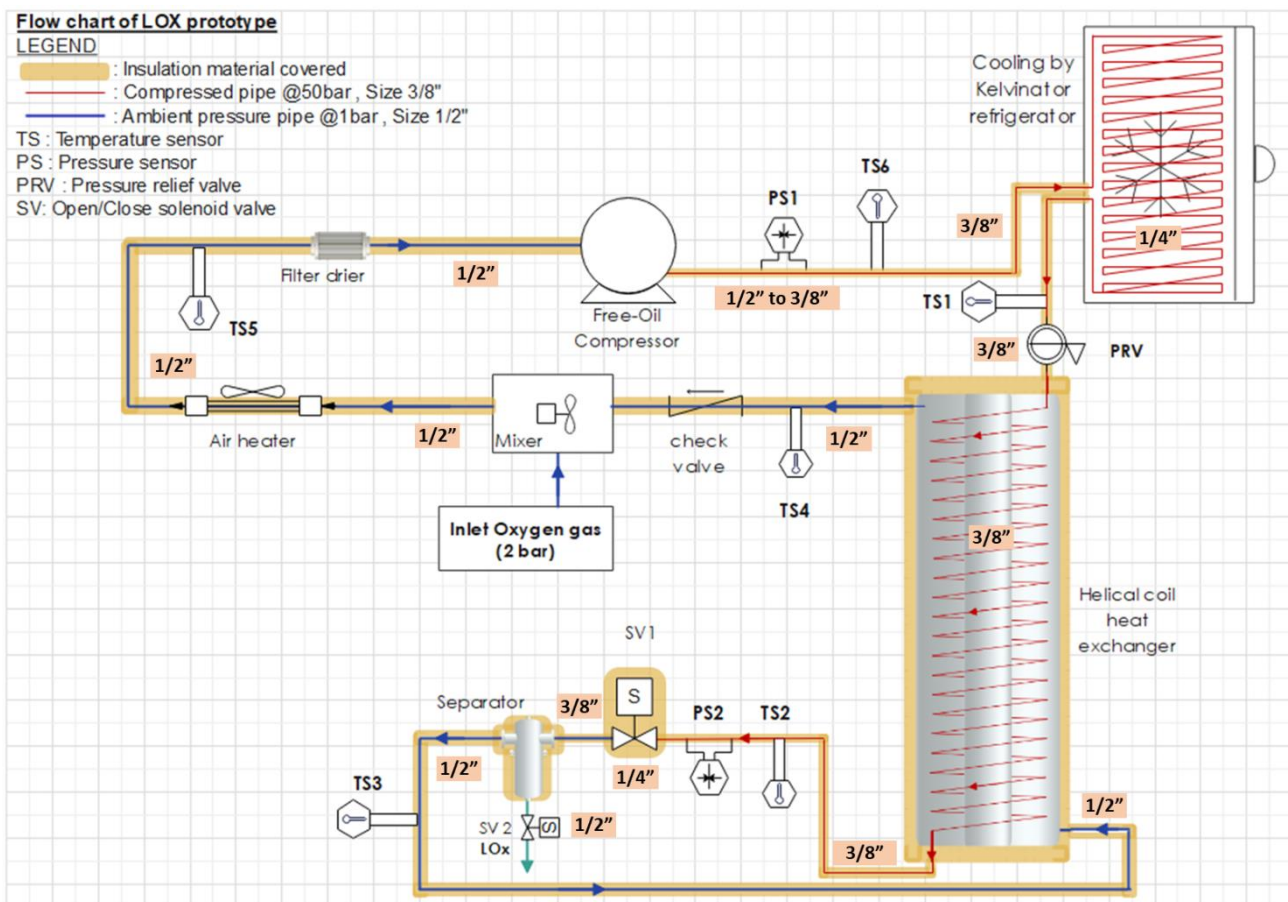 Flow chart of LOX prototype
LEGEND
: Insulation material covered
: Compressed pipe @50bar , Size 3/8"
: Ambient pressure pipe @1bar , Size 1/2"
TS : Temperature sensor
PS : Pressure sensor
PRV : Pressure relief valve
SV: Open/Close solenoid valve
Cooling by
Kelvinator
refrigerator
TS6
PS1
3/8”
1/4”
Filter drier
1/2”
1/2” to 3/8”
TS1
TS5
Free-Oil
Compressor
3/8”
PRV
1/2”
Air heater
1/2”
Mixer
check
valve
1/2”
TS4
Inlet Oxygen gas
(2 bar)
3/8”
Helical coil
heat
exchanger
SV1
S
Separator
3/8”
PS2
TS2
1/2”
1/4”
TS3
1/2”
SV 2
LOx
S
1/2”
3/8”